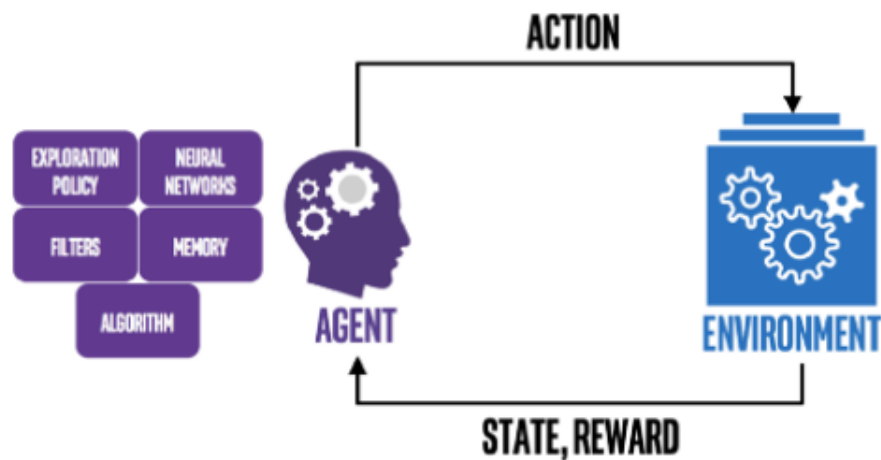 ACTION
EXPLORATION
POLICY
NEURAL
NETWORKS
FILTERS
MEMORY
ALGORITHM
AGENT
ENVIRONMENT
STATE, REWARD